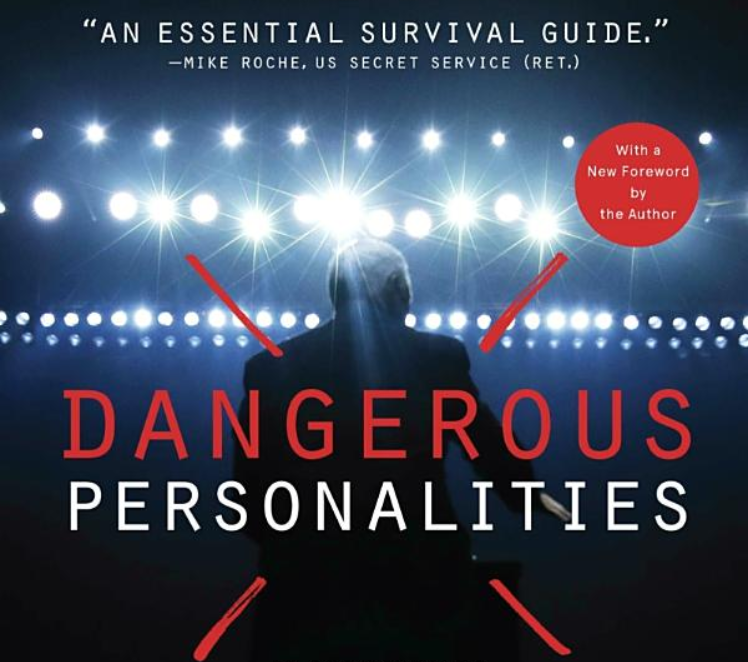 “AN ESSENTIAL SURVIVAL GUIDE.”
—MIKE ROCHE, US SECRET SERVICE (RET.)
With a
New Foreword
by
the Author
DANGEROUS
PERSONALITIES